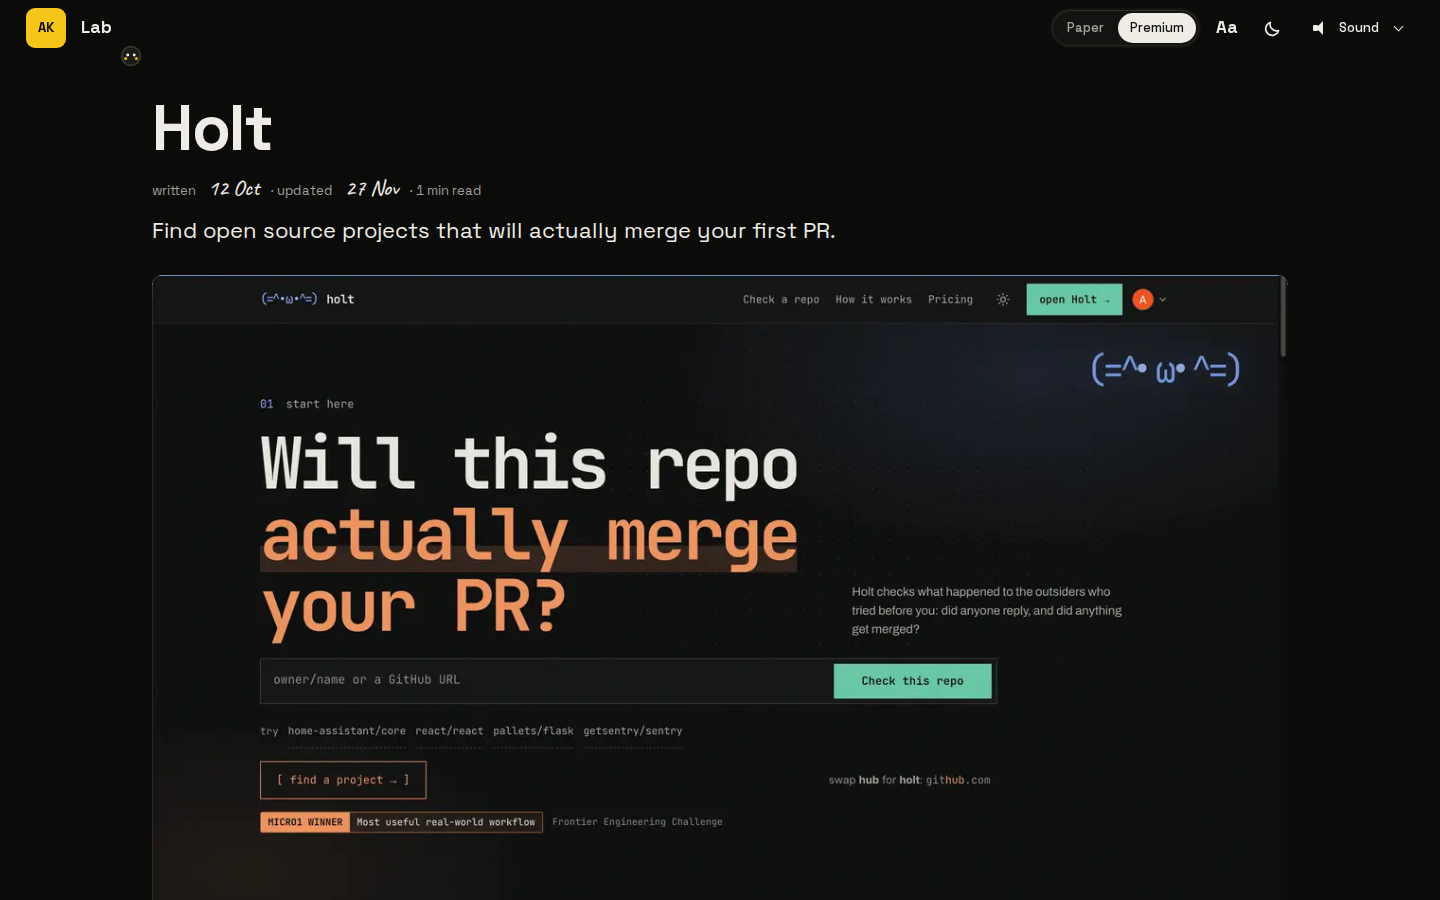 AK Lab Paper Premium Aa Sound
Holt
written 12 Oct · updated 27 Nov · 1 min read
Find open source projects that will actually merge your first PR.
(=^•ω•^=) holt Check a repo How it works Pricing open Holt → A
(=^•ω•^=)
01 start here
Will this repo
actually merge
your PR?
Holt checks what happened to the outsiders who
tried before you: did anyone reply, and did anything
get merged?
owner/name or a GitHub URL Check this repo
try home-assistant/core react/react pallets/flask getsentry/sentry
[ find a project → ] swap hub for holt: github.com
MICRO1 WINNER Most useful real-world workflow Frontier Engineering Challenge